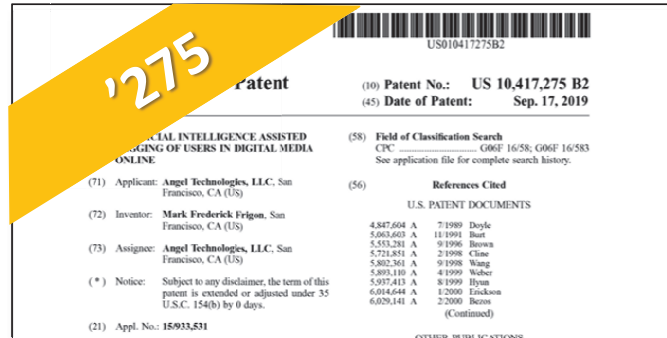 US010417275B2
'275
Patent
(10) Patent No.: US 10,417,275 B2
(45) Date of Patent: Sep. 17, 2019
INTELLIGENCE ASSISTED
OF USERS IN DIGITAL MEDIA
ONLINE
(71) Applicant: Angel Technologies, LLC, San
Francisco, CA (US)
(72) Inventor: Mark Frederick Frigon, San
Francisco, CA (US)
(73) Assignee: Angel Technologies, LLC, San
Francisco, CA (US)
( * ) Notice: Subject to any disclaimer, the term of this
patent is extended or adjusted under 35
U.S.C. 154(b) by 0 days.
(21) Appl. No.: 15/933,531
(58) Field of Classification Search
CPC .............................. G06F 16/58; G06F 16/583
See application file for complete search history.
(56) References Cited
U.S. PATENT DOCUMENTS
4,847,604 A 7/1989 Doyle
5,063,603 A 11/1991 Burt
5,553,281 A 9/1996 Brown
5,721,851 A 2/1998 Cline
5,802,361 A 9/1998 Wang
5,893,110 A 4/1999 Weber
5,937,413 A 8/1999 Hyun
6,014,644 A 1/2000 Erickson
6,029,141 A 2/2000 Bezos
(Continued)
OTHER PUBLICATIONS